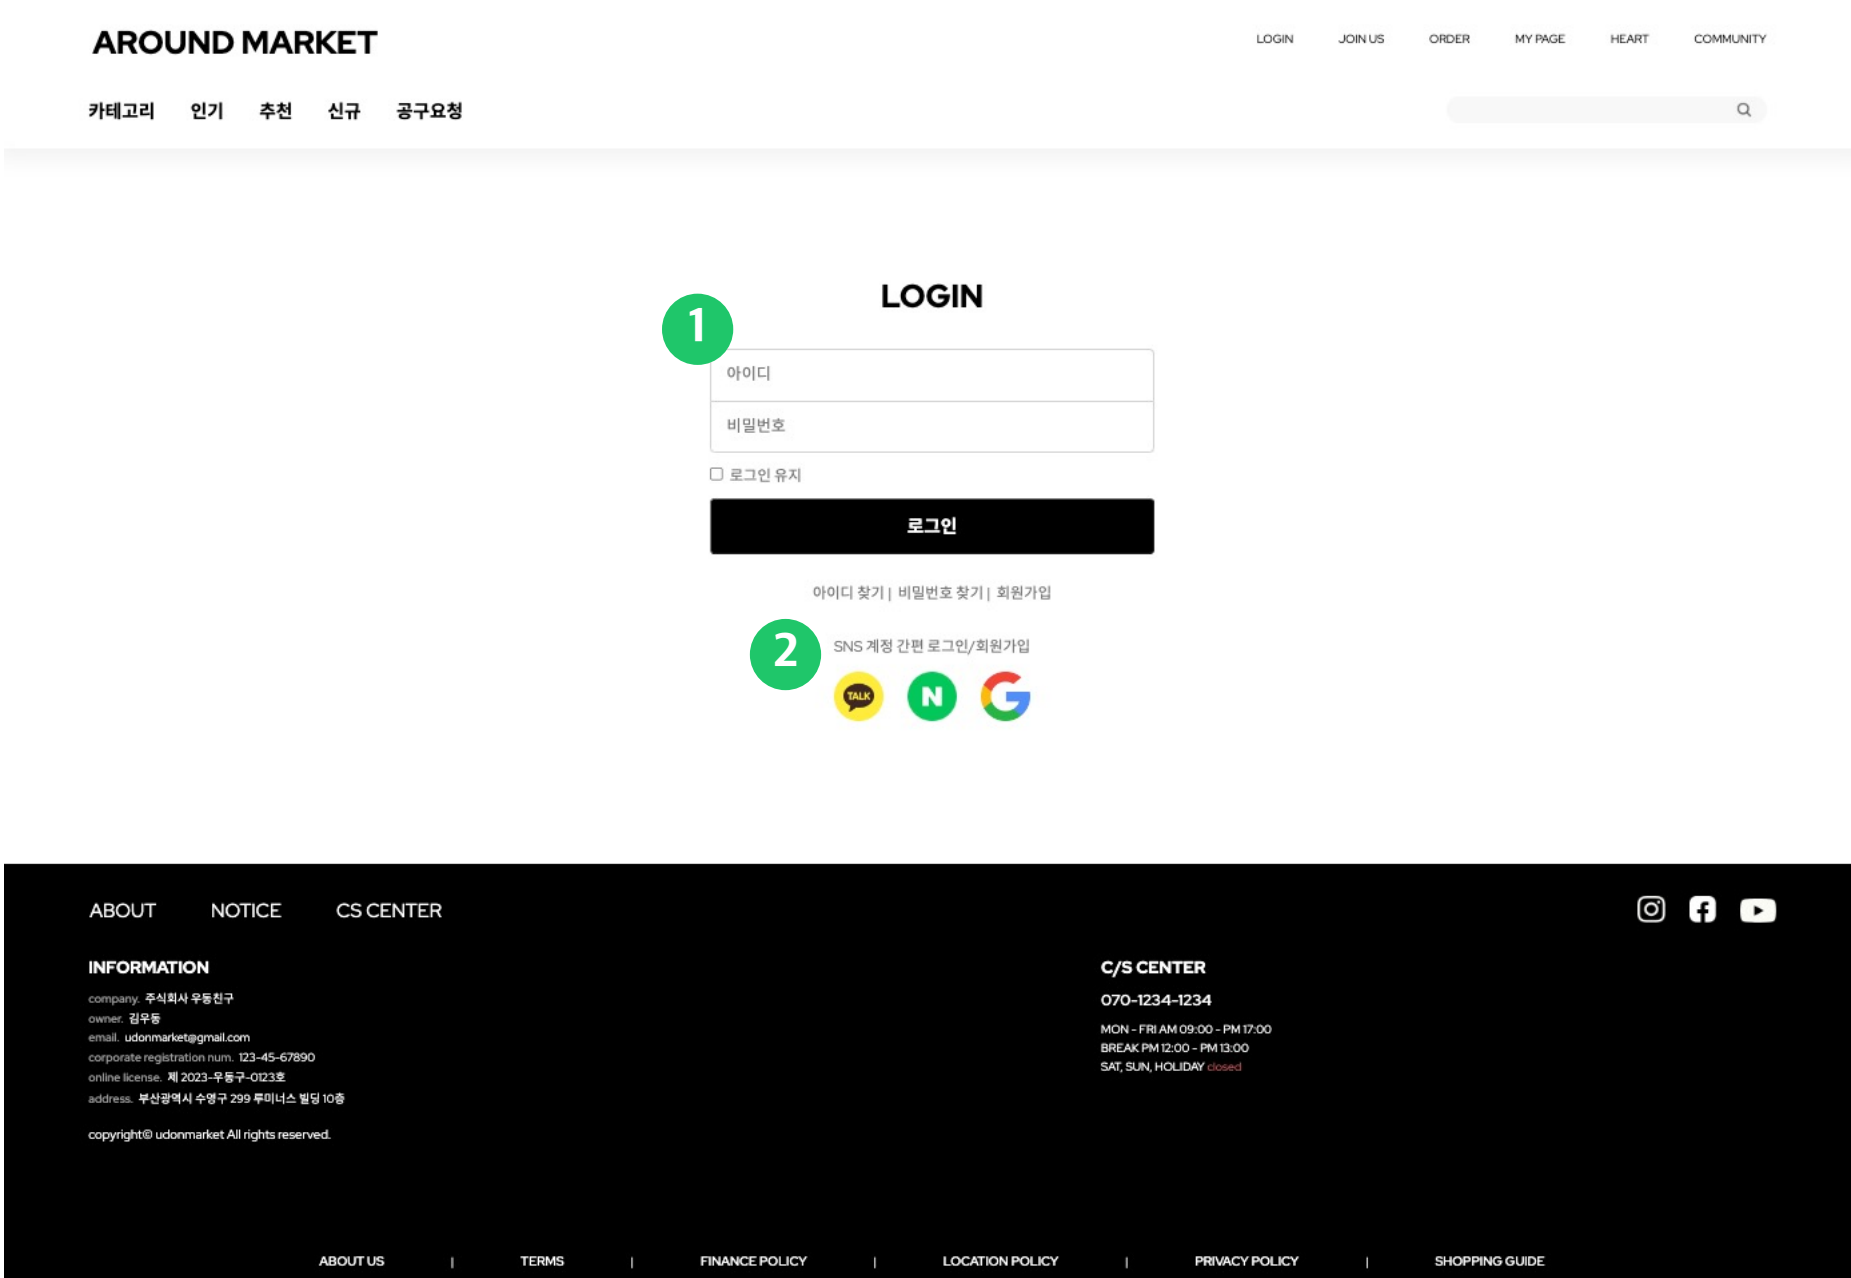 AROUND MARKET
LOGIN JOIN US ORDER MY PAGE HEART COMMUNITY
카테고리 인기 추천 신규 공구요청
LOGIN
1
아이디
비밀번호
로그인 유지
로그인
아이디 찾기 | 비밀번호 찾기 | 회원가입
2
SNS 계정 간편 로그인/회원가입
TALK N G
ABOUT NOTICE CS CENTER
INFORMATION
company. 주식회사 우동친구
owner. 김우동
email. udonmarket@gmail.com
corporate registration num. 123-45-67890
online license. 제 2023-우동구-0123호
address. 부산광역시 수영구 299 루미너스 빌딩 10층
copyright© udonmarket All rights reserved.
C/S CENTER
070-1234-1234
MON - FRI AM 09:00 - PM 17:00
BREAK PM 12:00 - PM 13:00
SAT, SUN, HOLIDAY closed
ABOUT US | TERMS | FINANCE POLICY | LOCATION POLICY | PRIVACY POLICY | SHOPPING GUIDE